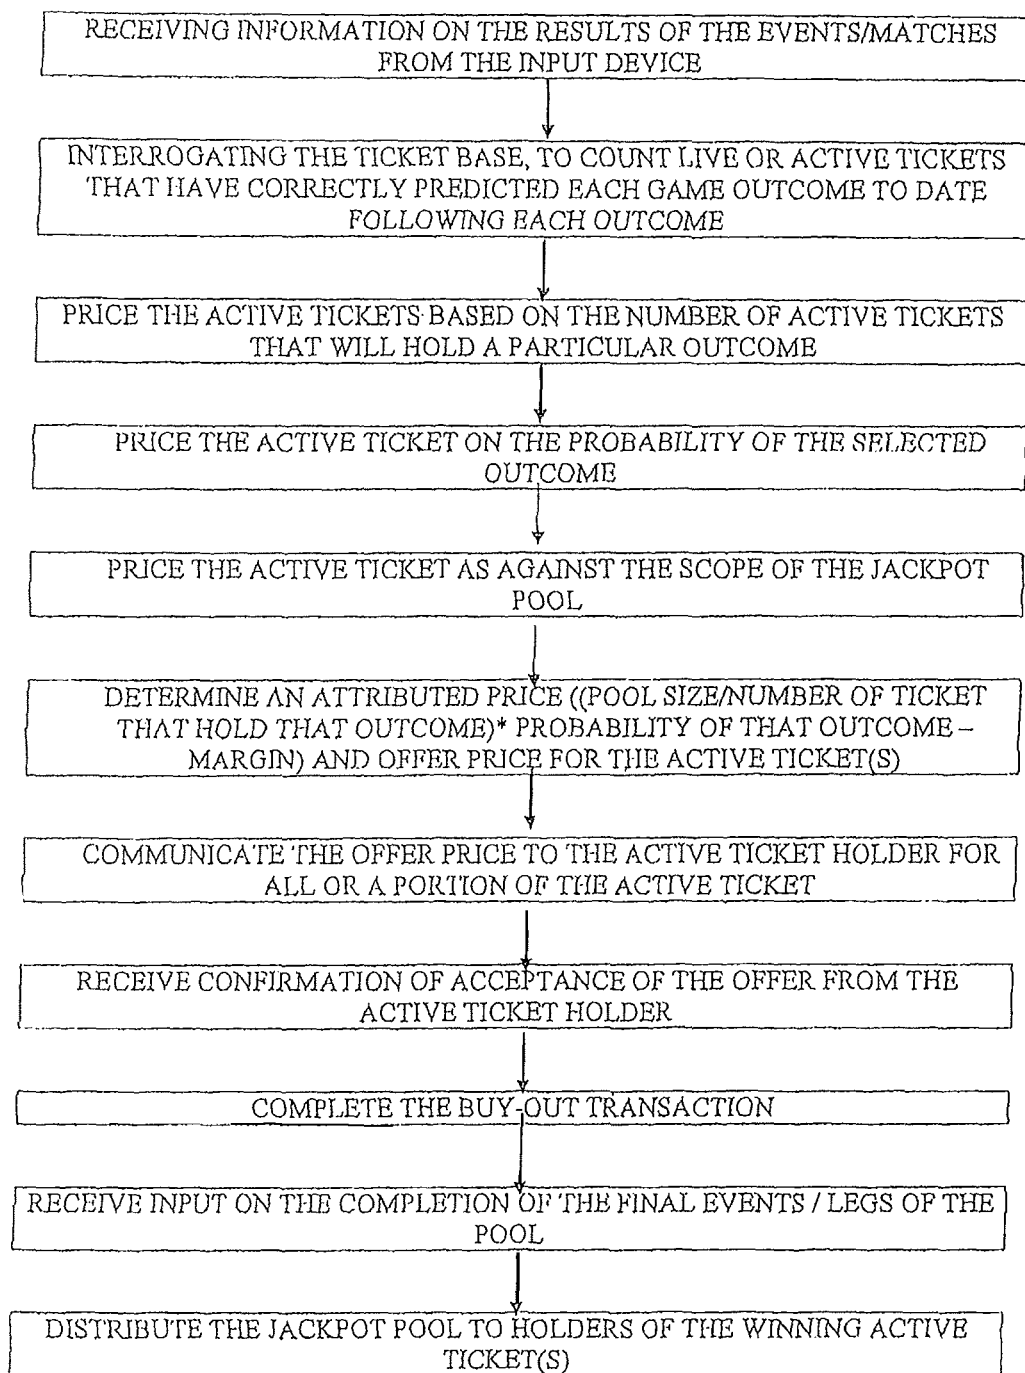 RECEIVING INFORMATION ON THE RESULTS OF THE EVENTS/MATCHES
FROM THE INPUT DEVICE
INTERROGATING THE TICKET BASE, TO COUNT LIVE OR ACTIVE TICKETS
THAT HAVE CORRECTLY PREDICTED EACH GAME OUTCOME TO DATE
FOLLOWING EACH OUTCOME
PRICE THE ACTIVE TICKETS BASED ON THE NUMBER OF ACTIVE TICKETS
THAT WILL HOLD A PARTICULAR OUTCOME
PRICE THE ACTIVE TICKET ON THE PROBABILITY OF THE SELECTED
OUTCOME
PRICE THE ACTIVE TICKET AS AGAINST THE SCOPE OF THE JACKPOT
POOL
DETERMINE AN ATTRIBUTED PRICE ((POOL SIZE/NUMBER OF TICKET
THAT HOLD THAT OUTCOME)* PROBABILITY OF THAT OUTCOME –
MARGIN) AND OFFER PRICE FOR THE ACTIVE TICKET(S)
COMMUNICATE THE OFFER PRICE TO THE ACTIVE TICKET HOLDER FOR
ALL OR A PORTION OF THE ACTIVE TICKET
RECEIVE CONFIRMATION OF ACCEPTANCE OF THE OFFER FROM THE
ACTIVE TICKET HOLDER
COMPLETE THE BUY-OUT TRANSACTION
RECEIVE INPUT ON THE COMPLETION OF THE FINAL EVENTS / LEGS OF THE
POOL
DISTRIBUTE THE JACKPOT POOL TO HOLDERS OF THE WINNING ACTIVE
TICKET(S)